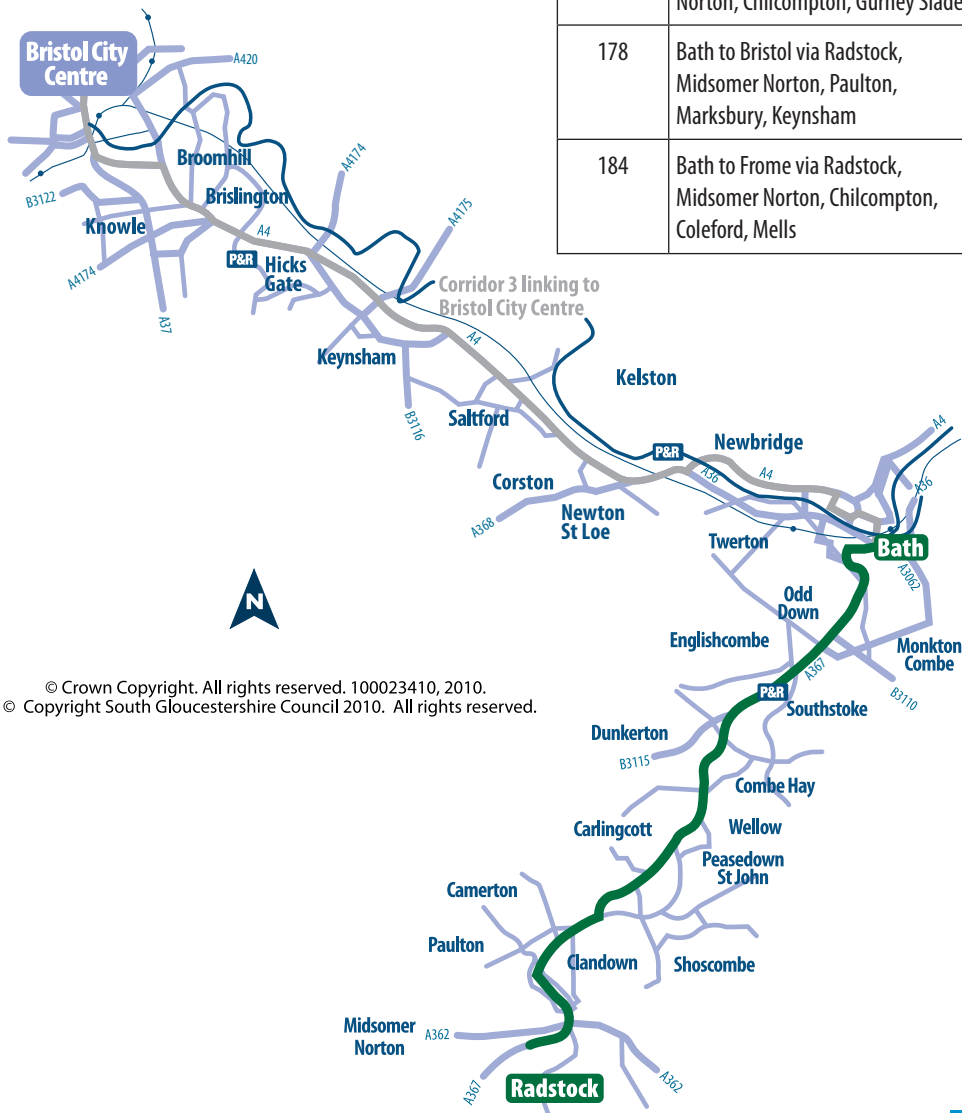 Norton, Chilcompton, Gurney Slade
178
Bath to Bristol via Radstock,
Midsomer Norton, Paulton,
Marksbury, Keynsham
184
Bath to Frome via Radstock,
Midsomer Norton, Chilcompton,
Coleford, Mells
Bristol City
Centre
A420
Broomhill
A4174
B3122
Brislington
A4175
Knowle
A4
P&R
Hicks
Gate
A4174
A37
Corridor 3 linking to
Bristol City Centre
A4
Keynsham
Kelston
B3116
Saltford
A4
Newbridge
P&R
A36
A4
Corston
A36
A368
Newton
St Loe
Twerton
Bath
A3062
N
Odd
Down
Englishcombe
Monkton
Combe
A367
© Crown Copyright. All rights reserved. 100023410, 2010.
P&R
B3110
© Copyright South Gloucestershire Council 2010. All rights reserved.
Southstoke
Dunkerton
B3115
Combe Hay
Carlingcott
Wellow
Peasedown
St John
Camerton
Paulton
Clandown
Shoscombe
Midsomer
Norton
A362
A367
A362
Radstock